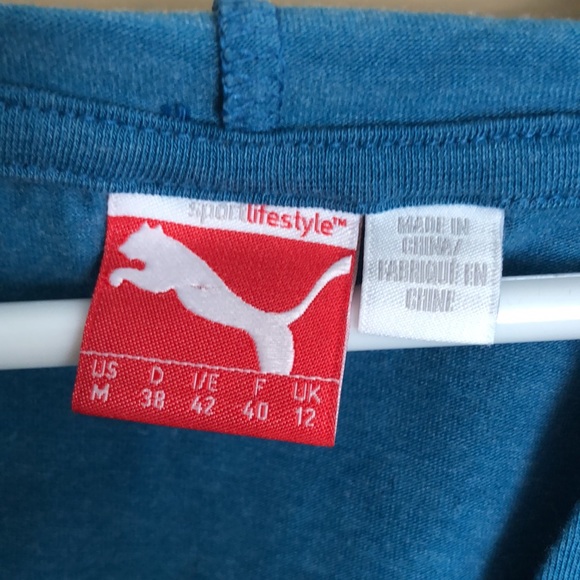 sportlifestyle™
US D I/E F UK
M 38 42 40 12
MADE IN
CHINA/
FABRIQUÉ EN
CHINE